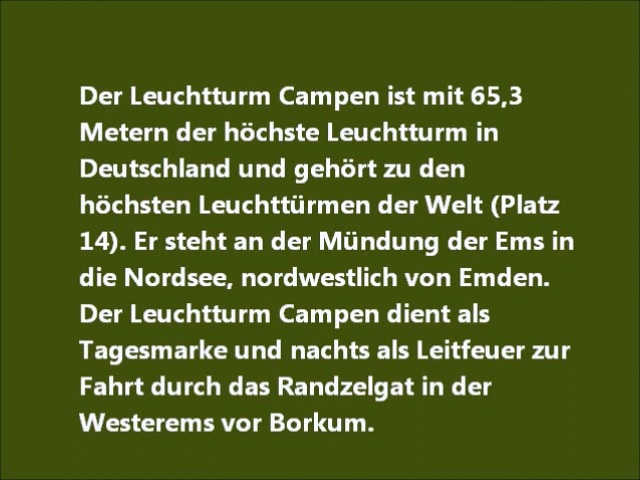 Der Leuchtturm Campen ist mit 65,3
Metern der höchste Leuchtturm in
Deutschland und gehört zu den
höchsten Leuchttürmen der Welt (Platz
14). Er steht an der Mündung der Ems in
die Nordsee, nordwestlich von Emden.
Der Leuchtturm Campen dient als
Tagesmarke und nachts als Leitfeuer zur
Fahrt durch das Randzelgat in der
Westerems vor Borkum.